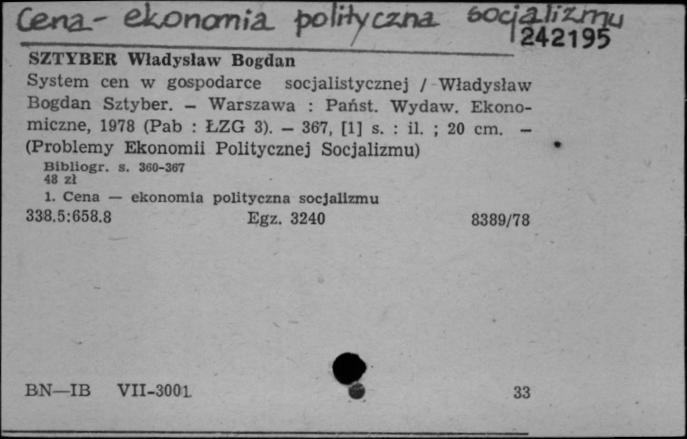 Cena - ekonomia polityczna socjalizmu
242195
SZTYBER Władysław Bogdan
System cen w gospodarce socjalistycznej / Władysław
Bogdan Sztyber. — Warszawa : Państ. Wydaw. Ekono-
miczne, 1978 (Pab : ŁZG 3). — 367, [1] s. : il. ; 20 cm. —
(Problemy Ekonomii Politycznej Socjalizmu)
Bibliogr. s. 360-367
48 zł
1. Cena — ekonomia polityczna socjalizmu
338.5:658.8 Egz. 3240 8389/78
BN—IB VII-3001 33